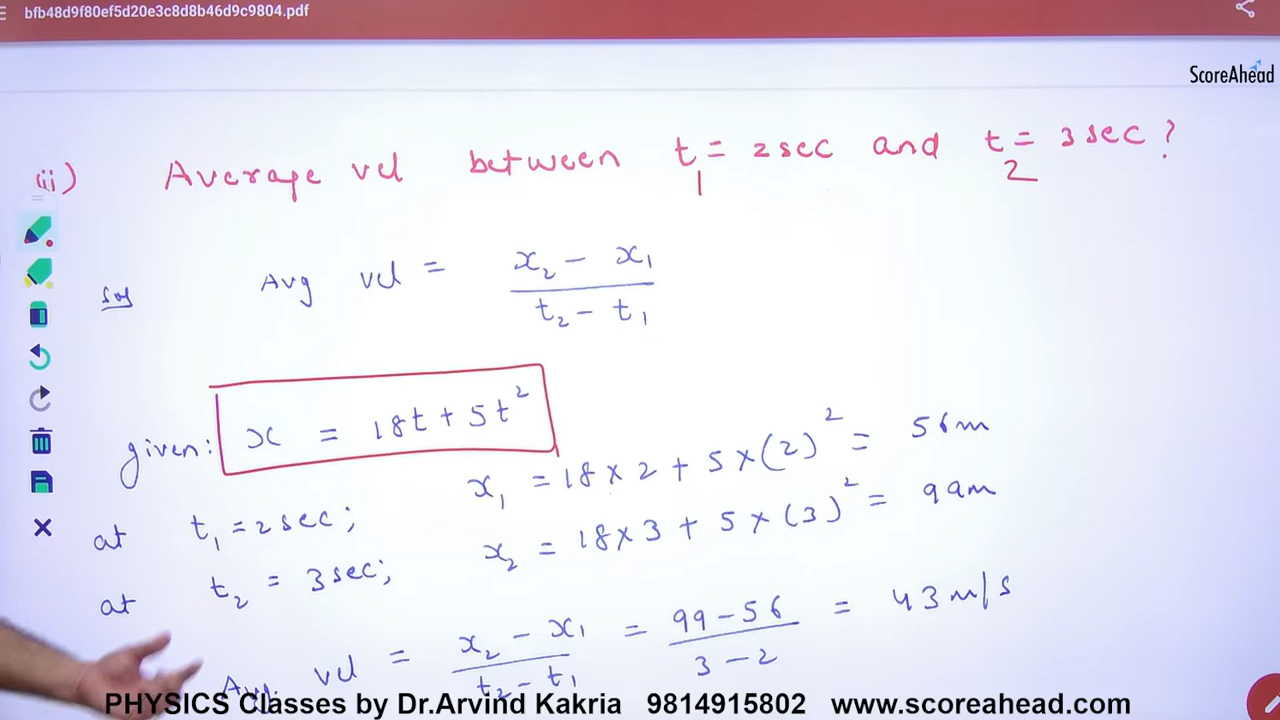 bfb48d9f80ef5d20e3c8d8b46d9c9804.pdf
ScoreAhead
(ii) Average vel between t₁ = 2sec and t₂ = 3sec?
Sol Avg vel = (x₂ - x₁) / (t₂ - t₁)
given: x = 18t + 5t²
at t₁ = 2sec; x₁ = 18 × 2 + 5 × (2)² = 56m
at t₂ = 3sec; x₂ = 18 × 3 + 5 × (3)² = 99m
Avg. vel = (x₂ - x₁) / (t₂ - t₁) = (99 - 56) / (3 - 2) = 43 m/s
PHYSICS Classes by Dr.Arvind Kakria 9814915802 www.scoreahead.com